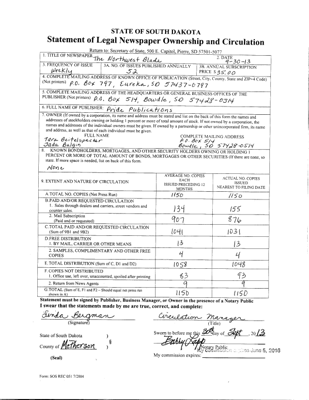 STATE OF SOUTH DAKOTA
Statement of Legal Newspaper Ownership and Circulation
Return to: Secretary of State, 500 E. Capitol, Pierre, SD 57501-5077
1. TITLE OF NEWSPAPER The Northwest Blade 2. DATE 9-30-13
3. FREQUENCY OF ISSUE Weekly 3A. NO. OF ISSUES PUBLISHED ANNUALLY 52 3B. ANNUAL SUBSCRIPTION PRICE $ 35.00
4. COMPLETE MAILING ADDRESS OF KNOWN OFFICE OF PUBLICATION (Street, City, County, State and ZIP+4 Code)
(Not printers) P.O. Box 797, Eureka, SD 57437-0797
5. COMPLETE MAILING ADDRESS OF THE HEADQUARTERS OR GENERAL BUSINESS OFFICES OF THE
PUBLISHER (Not printers) P.O. Box 514, Bowdle, SD 57428-0514
6. FULL NAME OF PUBLISHER Pride Publications
7. OWNER (If owned by a corporation, its name and address must be stated and list on the back of this form the names and
addresses of stockholders owning or holding 1 percent or more of total amount of stock. If not owned by a corporation, the
names and addresses of the individual owners must be given. If owned by a partnership or other unincorporated firm, its name
and address, as well as that of each individual must be given.
FULL NAME COMPLETE MAILING ADDRESS
P.O. Box 514
Bowdle, SD 57428-0514
8. KNOWN BONDHOLDERS, MORTGAGEES, AND OTHER SECURITY HOLDERS OWNING OR HOLDING 1
PERCENT OR MORE OF TOTAL AMOUNT OF BONDS, MORTGAGES OR OTHER SECURITIES (If there are none, so
state. If more space is needed, list on back of this form.
None
9. EXTENT AND NATURE OF CIRCULATION AVERAGE NO. COPIES EACH ISSUED PRECEDING 12 MONTHS ACTUAL NO. COPIES ISSUED NEAREST TO FILING DATE
A. TOTAL NO. COPIES (Net Press Run) 1150 1150
B. PAID AND/OR REQUESTED CIRCULATION
1. Sales through dealers and carriers, street vendors and
counter sales 134 155
2. Mail Subscription
(Paid and/or requested) 907 876
C. TOTAL PAID AND/OR REQUESTED CIRCULATION
(Sum of 9B1 and 9B2) 1041 1031
D. FREE DISTRIBUTION
1. BY MAIL, CARRIER OR OTHER MEANS 13 13
2. SAMPLES, COMPLIMENTARY AND OTHER FREE
COPIES 4 4
E. TOTAL DISTRIBUTION (Sum of C, D1 and D2) 1058 1048
F. COPIES NOT DISTRIBUTED
1. Office use, left over, unaccounted, spoiled after printing 83 93
2. Return from News Agents 9 9
G. TOTAL (Sum of E, F1 and F2 - Should equal net press run
shown in A) 1150 1150
Statement must be signed by Publisher, Business Manager, or Owner in the presence of a Notary Public
I swear that the statements made by me are true, correct, and complete:
Linda Bergman Circulation Manager
(Signature) (Title)
State of South Dakota )
County of McPherson )
(Seal)
Sworn to before me this 30th day of Sept, 2013
Notary Public
My commission expires: June 5, 2019
Form: SOS REC 051 7/2004